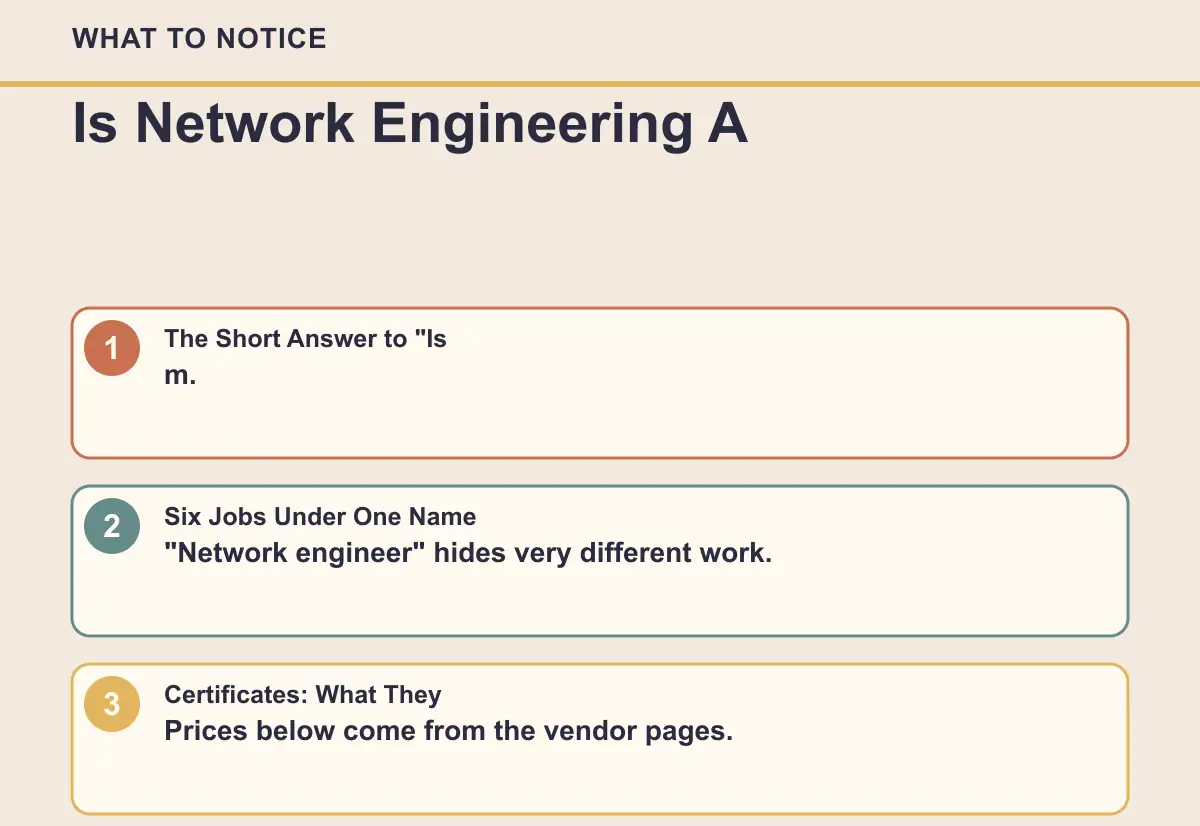 WHAT TO NOTICE
Is Network Engineering A
1
The Short Answer to "Is
m.
2
Six Jobs Under One Name
"Network engineer" hides very different work.
3
Certificates: What They
Prices below come from the vendor pages.